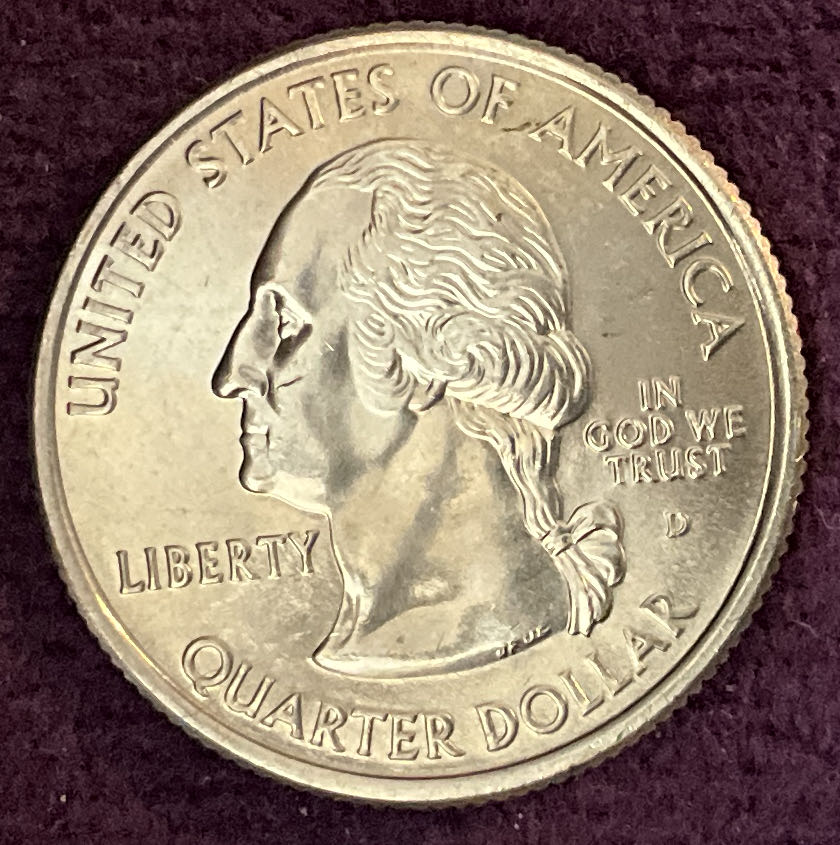 UNITED STATES OF AMERICA
IN
GOD WE
TRUST
D
LIBERTY
QUARTER DOLLAR